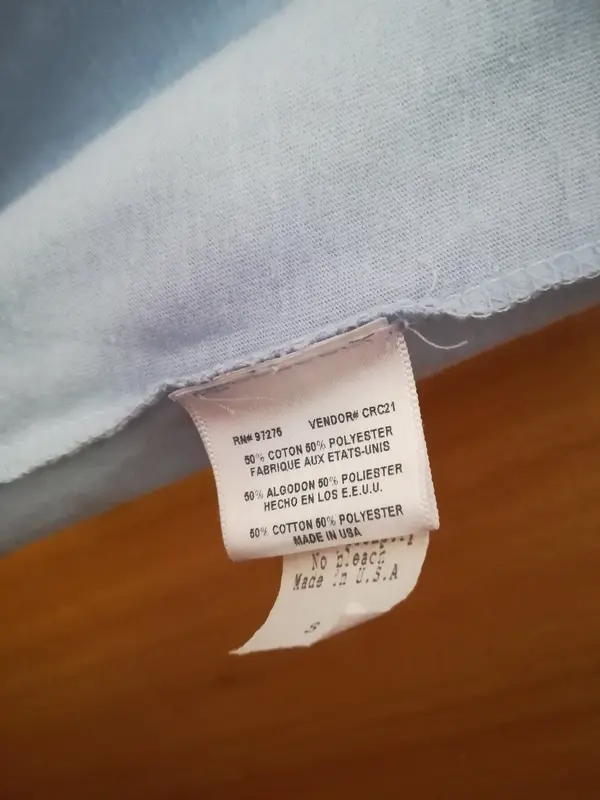 RN# 97275 VENDOR# CRC21
50% COTON 50% POLYESTER
FABRIQUE AUX ETATS-UNIS
50% ALGODON 50% POLIESTER
HECHO EN LOS E.E.U.U.
50% COTTON 50% POLYESTER
MADE IN USA
No bleach
Made in U.S.A
S